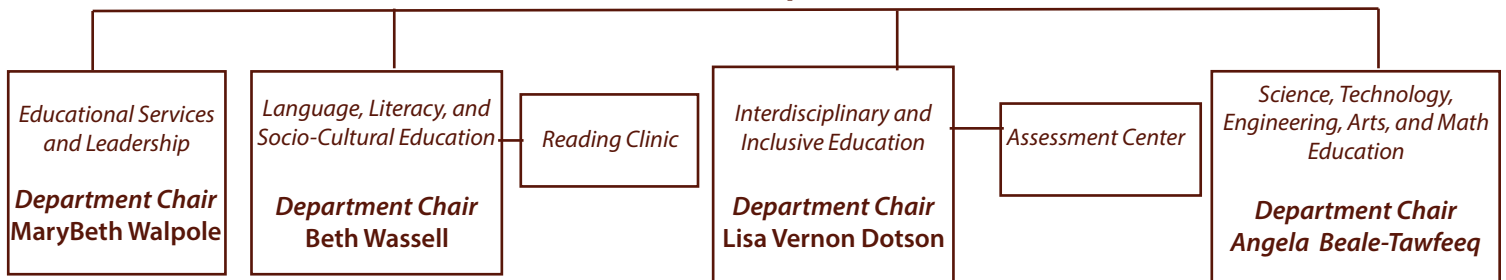 Educational Services
and Leadership
Department Chair
MaryBeth Walpole
Language, Literacy, and
Socio-Cultural Education
Department Chair
Beth Wassell
Reading Clinic
Interdisciplinary and
Inclusive Education
Department Chair
Lisa Vernon Dotson
Assessment Center
Science, Technology,
Engineering, Arts, and Math
Education
Department Chair
Angela Beale-Tawfeeq